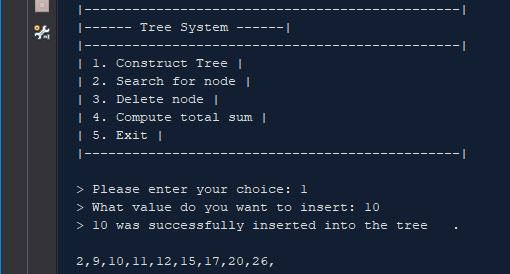 |-----------------------------------------------|
|------ Tree System ------|
|-----------------------------------------------|
| 1. Construct Tree |
| 2. Search for node |
| 3. Delete node |
| 4. Compute total sum |
| 5. Exit |
|-----------------------------------------------|
> Please enter your choice: 1
> What value do you want to insert: 10
> 10 was successfully inserted into the tree   .
2,9,10,11,12,15,17,20,26,